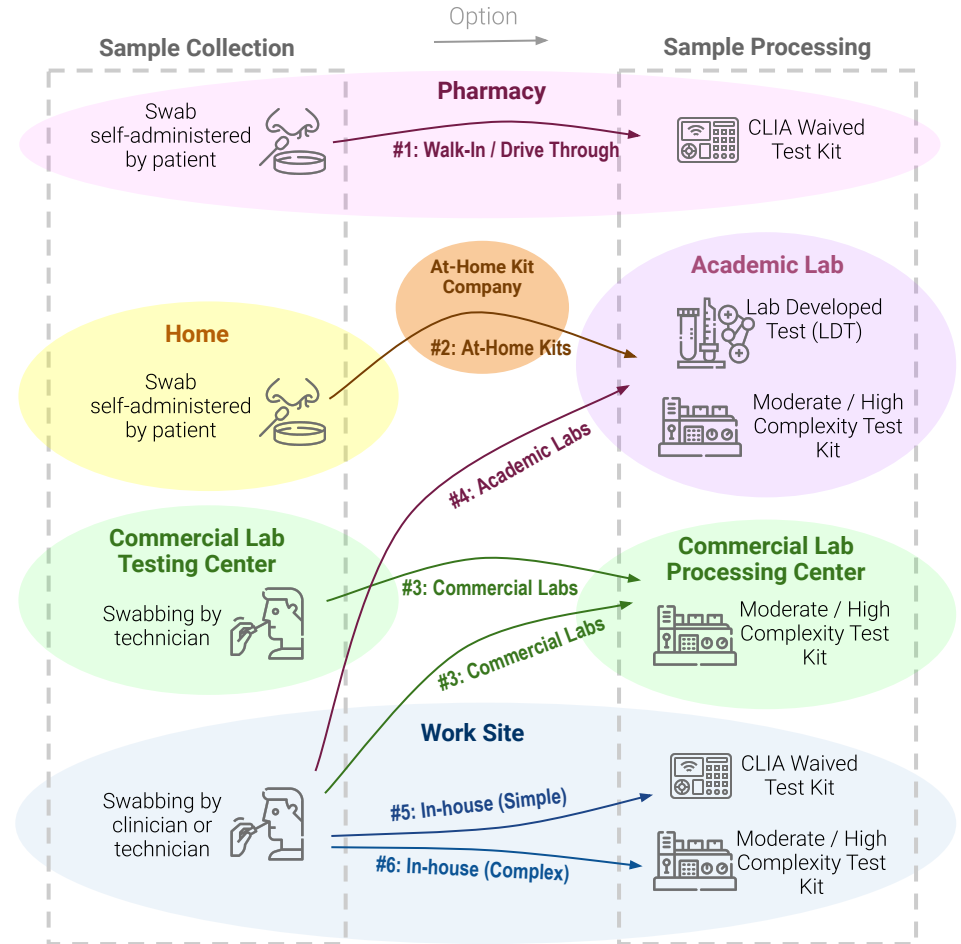 Option
Sample Collection
Sample Processing
Pharmacy
Swab
self-administered
by patient
#1: Walk-In / Drive Through
CLIA Waived
Test Kit
At-Home Kit
Company
#2: At-Home Kits
Academic Lab
Lab Developed
Test (LDT)
Moderate / High
Complexity Test
Kit
Home
Swab
self-administered
by patient
#4: Academic Labs
Commercial Lab
Testing Center
Swabbing by
technician
#3: Commercial Labs
#3: Commercial Labs
Commercial Lab
Processing Center
Moderate / High
Complexity Test
Kit
Work Site
Swabbing by
clinician or
technician
#5: In-house (Simple)
#6: In-house (Complex)
CLIA Waived
Test Kit
Moderate / High
Complexity Test
Kit